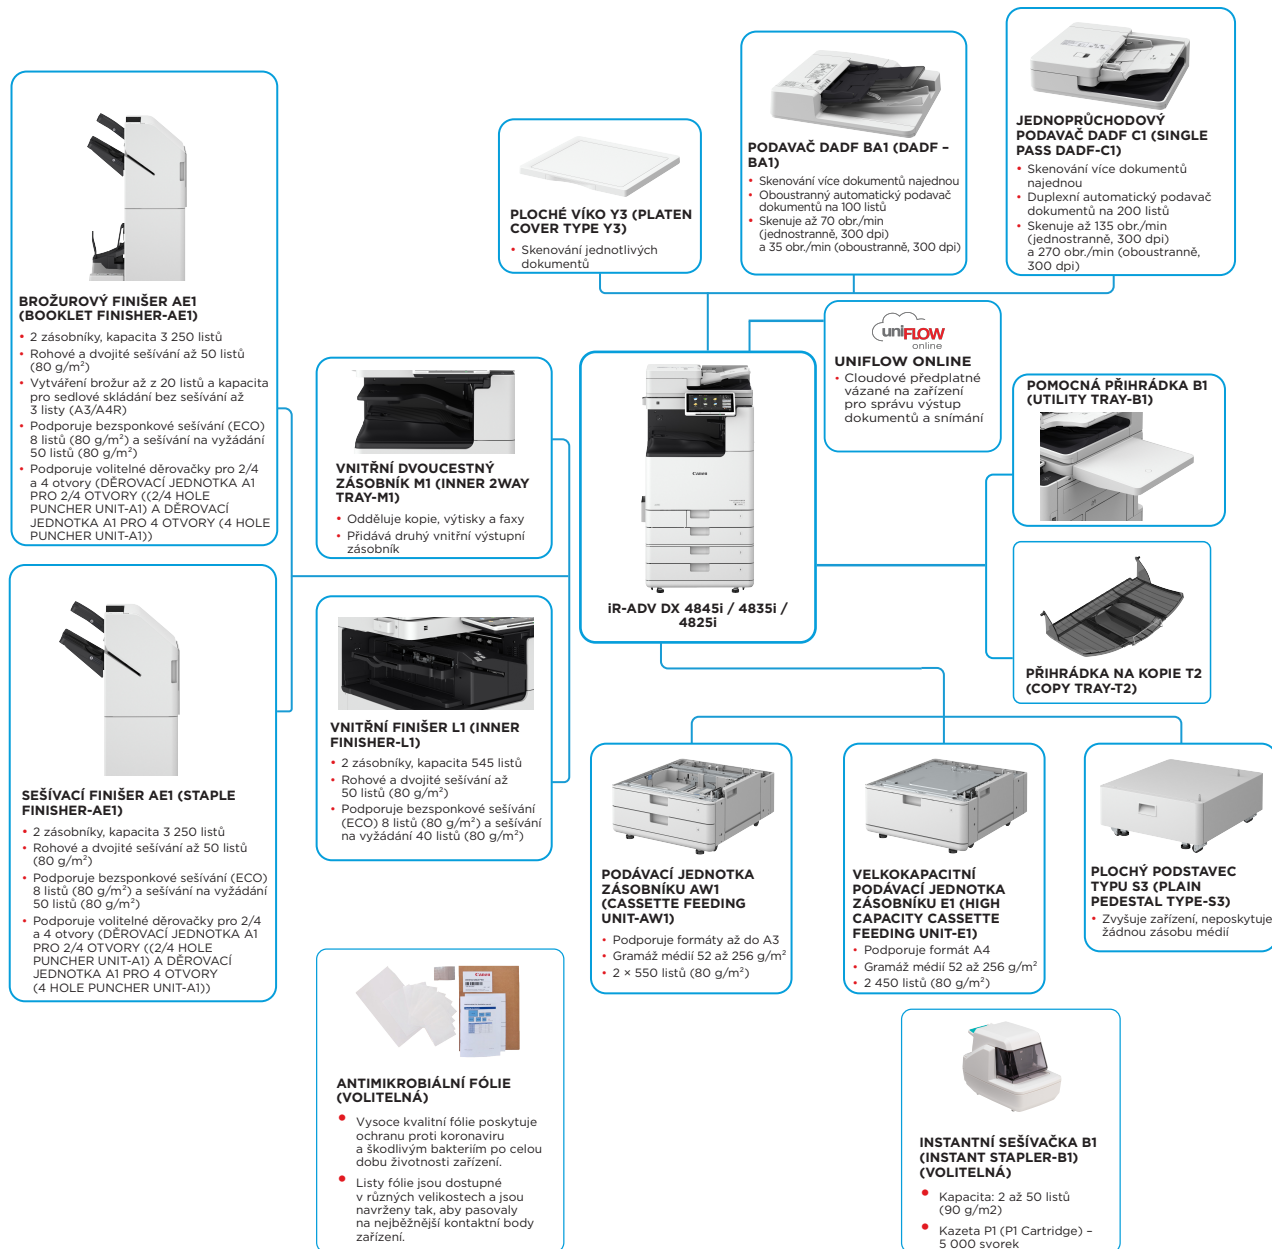 BROŽUROVÝ FINIŠER AE1
(BOOKLET FINISHER-AE1)
• 2 zásobníky, kapacita 3 250 listů
• Rohové a dvojité sešívání až 50 listů
(80 g/m²)
• Vytváření brožur až z 20 listů a kapacita
pro sedlové skládání bez sešívání až
3 listy (A3/A4R)
• Podporuje bezsponkové sešívání (ECO)
8 listů (80 g/m²) a sešívání na vyžádání
50 listů (80 g/m²)
• Podporuje volitelné děrovačky pro 2/4
a 4 otvory (DĚROVACÍ JEDNOTKA A1
PRO 2/4 OTVORY ((2/4 HOLE
PUNCHER UNIT-A1) A DĚROVACÍ
JEDNOTKA A1 PRO 4 OTVORY (4 HOLE
PUNCHER UNIT-A1))
SEŠÍVACÍ FINIŠER AE1 (STAPLE
FINISHER-AE1)
• 2 zásobníky, kapacita 3 250 listů
• Rohové a dvojité sešívání až 50 listů
(80 g/m²)
• Podporuje bezsponkové sešívání (ECO)
8 listů (80 g/m²) a sešívání na vyžádání
50 listů (80 g/m²)
• Podporuje volitelné děrovačky pro 2/4
a 4 otvory (DĚROVACÍ JEDNOTKA A1
PRO 2/4 OTVORY ((2/4 HOLE
PUNCHER UNIT-A1) A DĚROVACÍ
JEDNOTKA A1 PRO 4 OTVORY
(4 HOLE PUNCHER UNIT-A1))
VNITŘNÍ DVOUCESTNÝ
ZÁSOBNÍK M1 (INNER 2WAY
TRAY-M1)
• Odděluje kopie, výtisky a faxy
• Přidává druhý vnitřní výstupní
zásobník
VNITŘNÍ FINIŠER L1 (INNER
FINISHER-L1)
• 2 zásobníky, kapacita 545 listů
• Rohové a dvojité sešívání až
50 listů (80 g/m²)
• Podporuje bezsponkové sešívání
(ECO) 8 listů (80 g/m²) a sešívání
na vyžádání 40 listů (80 g/m²)
Canon
ANTIMIKROBIÁLNÍ FÓLIE
(VOLITELNÁ)
• Vysoce kvalitní fólie poskytuje
ochranu proti koronaviru
a škodlivým bakteriím po celou
dobu životnosti zařízení.
• Listy fólie jsou dostupné
v různých velikostech a jsou
navrženy tak, aby pasovaly
na nejběžnější kontaktní body
zařízení.
PLOCHÉ VÍKO Y3 (PLATEN
COVER TYPE Y3)
• Skenování jednotlivých
dokumentů
PODAVAČ DADF BA1 (DADF –
BA1)
• Skenování více dokumentů najednou
• Oboustranný automatický podavač
dokumentů na 100 listů
• Skenuje až 70 obr./min
(jednostranně, 300 dpi)
a 35 obr./min (oboustranně, 300 dpi)
JEDNOPRŮCHODOVÝ
PODAVAČ DADF C1 (SINGLE
PASS DADF-C1)
• Skenování více dokumentů
najednou
• Duplexní automatický podavač
dokumentů na 200 listů
• Skenuje až 135 obr./min
(jednostranně, 300 dpi)
a 270 obr./min (oboustranně,
300 dpi)
uniFLOW
online
UNIFLOW ONLINE
• Cloudové předplatné
vázané na zařízení
pro správu výstup
dokumentů a snímání
Canon
iR-ADV DX 4845i / 4835i /
4825i
POMOCNÁ PŘIHRÁDKA B1
(UTILITY TRAY-B1)
PŘIHRÁDKA NA KOPIE T2
(COPY TRAY-T2)
PODÁVACÍ JEDNOTKA
ZÁSOBNÍKU AW1
(CASSETTE FEEDING
UNIT-AW1)
• Podporuje formáty až do A3
• Gramáž médií 52 až 256 g/m²
• 2 × 550 listů (80 g/m²)
VELKOKAPACITNÍ
PODÁVACÍ JEDNOTKA
ZÁSOBNÍKU E1 (HIGH
CAPACITY CASSETTE
FEEDING UNIT-E1)
• Podporuje formát A4
• Gramáž médií 52 až 256 g/m²
• 2 450 listů (80 g/m²)
PLOCHÝ PODSTAVEC
TYPU S3 (PLAIN
PEDESTAL TYPE-S3)
• Zvyšuje zařízení, neposkytuje
žádnou zásobu médií
INSTANTNÍ SEŠÍVAČKA B1
(INSTANT STAPLER-B1)
(VOLITELNÁ)
• Kapacita: 2 až 50 listů
(90 g/m2)
• Kazeta P1 (P1 Cartridge) –
5 000 svorek